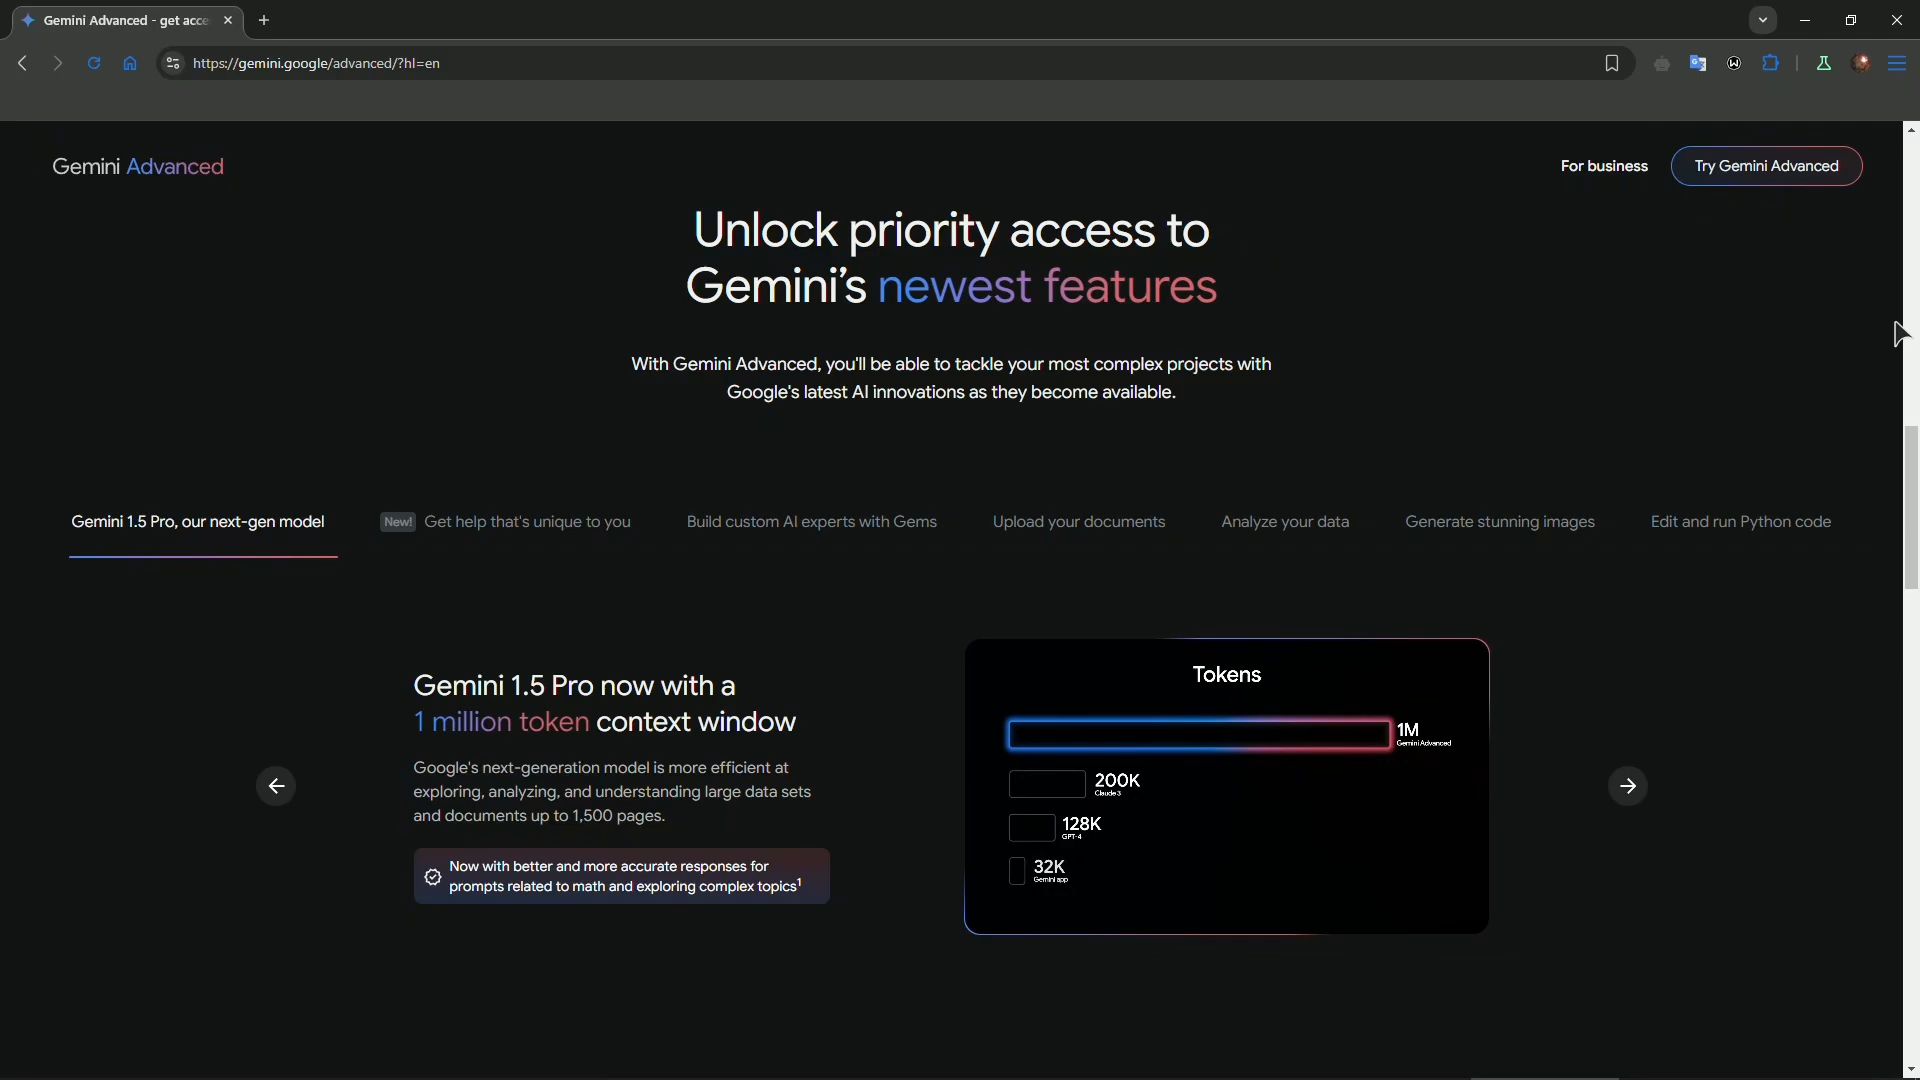 Gemini Advanced - get acce
https://gemini.google/advanced/?hl=en
Gemini Advanced
For business
Try Gemini Advanced
Unlock priority access to
Gemini's newest features
With Gemini Advanced, you'll be able to tackle your most complex projects with
Google's latest AI innovations as they become available.
Gemini 1.5 Pro, our next-gen model
New! Get help that's unique to you
Build custom AI experts with Gems
Upload your documents
Analyze your data
Generate stunning images
Edit and run Python code
Gemini 1.5 Pro now with a
1 million token context window
Google's next-generation model is more efficient at
exploring, analyzing, and understanding large data sets
and documents up to 1,500 pages.
Now with better and more accurate responses for
prompts related to math and exploring complex topics1
Tokens
1M
Gemini Advanced
200K
Claude 3
128K
GPT-4
32K
Gemini app